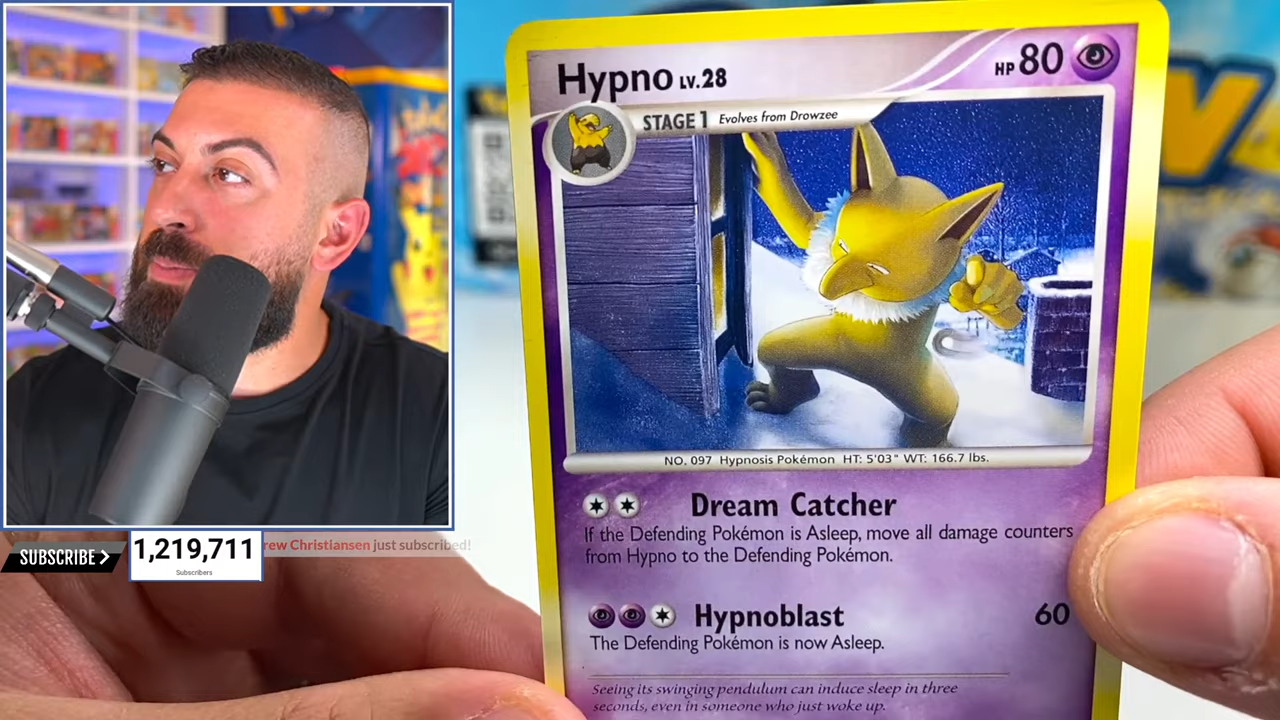 SUBSCRIBE
1,219,711
Subscribers
rew Christiansen just subscribed!
Hypno LV.28
HP 80
STAGE 1 Evolves from Drowzee
NO. 097 Hypnosis Pokémon HT: 5'03" WT: 166.7 lbs.
Dream Catcher
If the Defending Pokémon is Asleep, move all damage counters
from Hypno to the Defending Pokémon.
Hypnoblast 60
The Defending Pokémon is now Asleep.
Seeing its swinging pendulum can induce sleep in three
seconds, even in someone who just woke up.